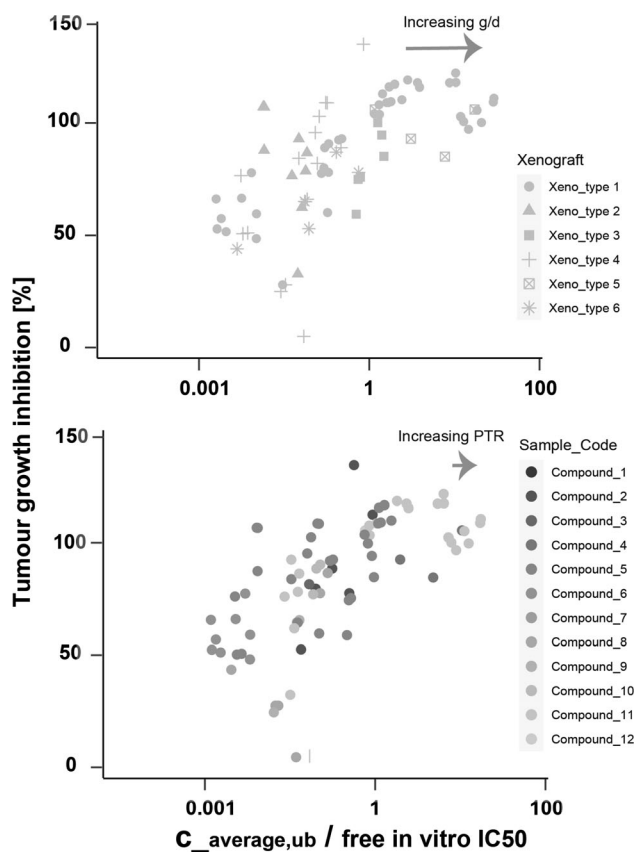 Tumour growth inhibition [%]
150
100
50
0
0.001
1
100
Increasing g/d
Xenograft
Xeno_type 1
Xeno_type 2
Xeno_type 3
Xeno_type 4
Xeno_type 5
Xeno_type 6
150
100
50
0
0.001
1
100
Increasing PTR
Sample_Code
Compound_1
Compound_2
Compound_3
Compound_4
Compound_5
Compound_6
Compound_7
Compound_8
Compound_9
Compound_10
Compound_11
Compound_12
c_average,ub / free in vitro IC50